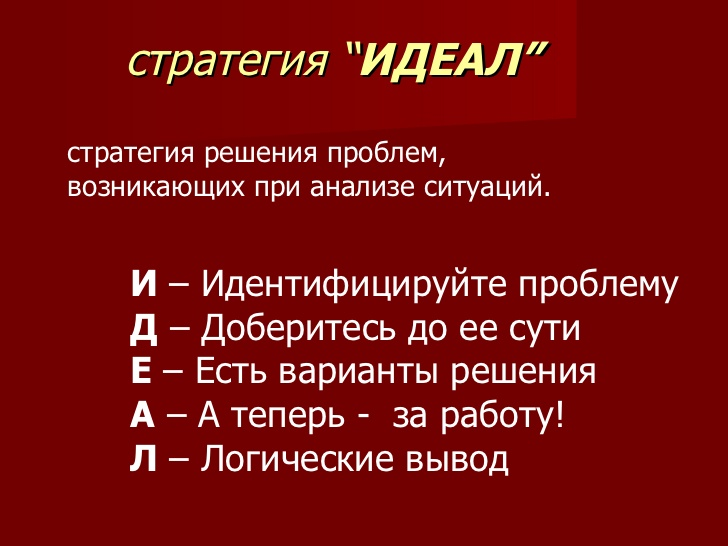 стратегия “ИДЕАЛ”
стратегия решения проблем,
возникающих при анализе ситуаций.
И – Идентифицируйте проблему
Д – Доберитесь до ее сути
Е – Есть варианты решения
А – А теперь - за работу!
Л – Логические вывод